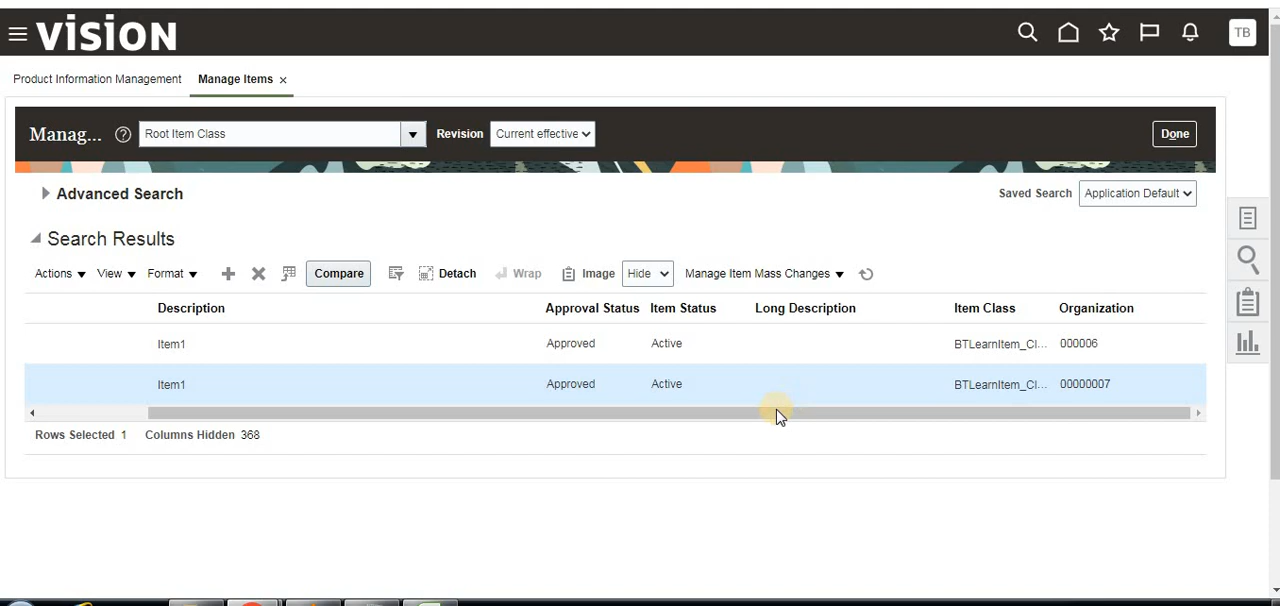 vision
TB
Product Information Management Manage Items ×
Manag... ? Root Item Class Revision Current effective Done
Advanced Search Saved Search Application Default
Search Results
Actions View Format Compare Detach Wrap Image Hide Manage Item Mass Changes
Description Approval Status Item Status Long Description Item Class Organization
Item1 Approved Active BTLearnItem_Cl... 000006
Item1 Approved Active BTLearnItem_Cl... 00000007
Rows Selected 1 Columns Hidden 368